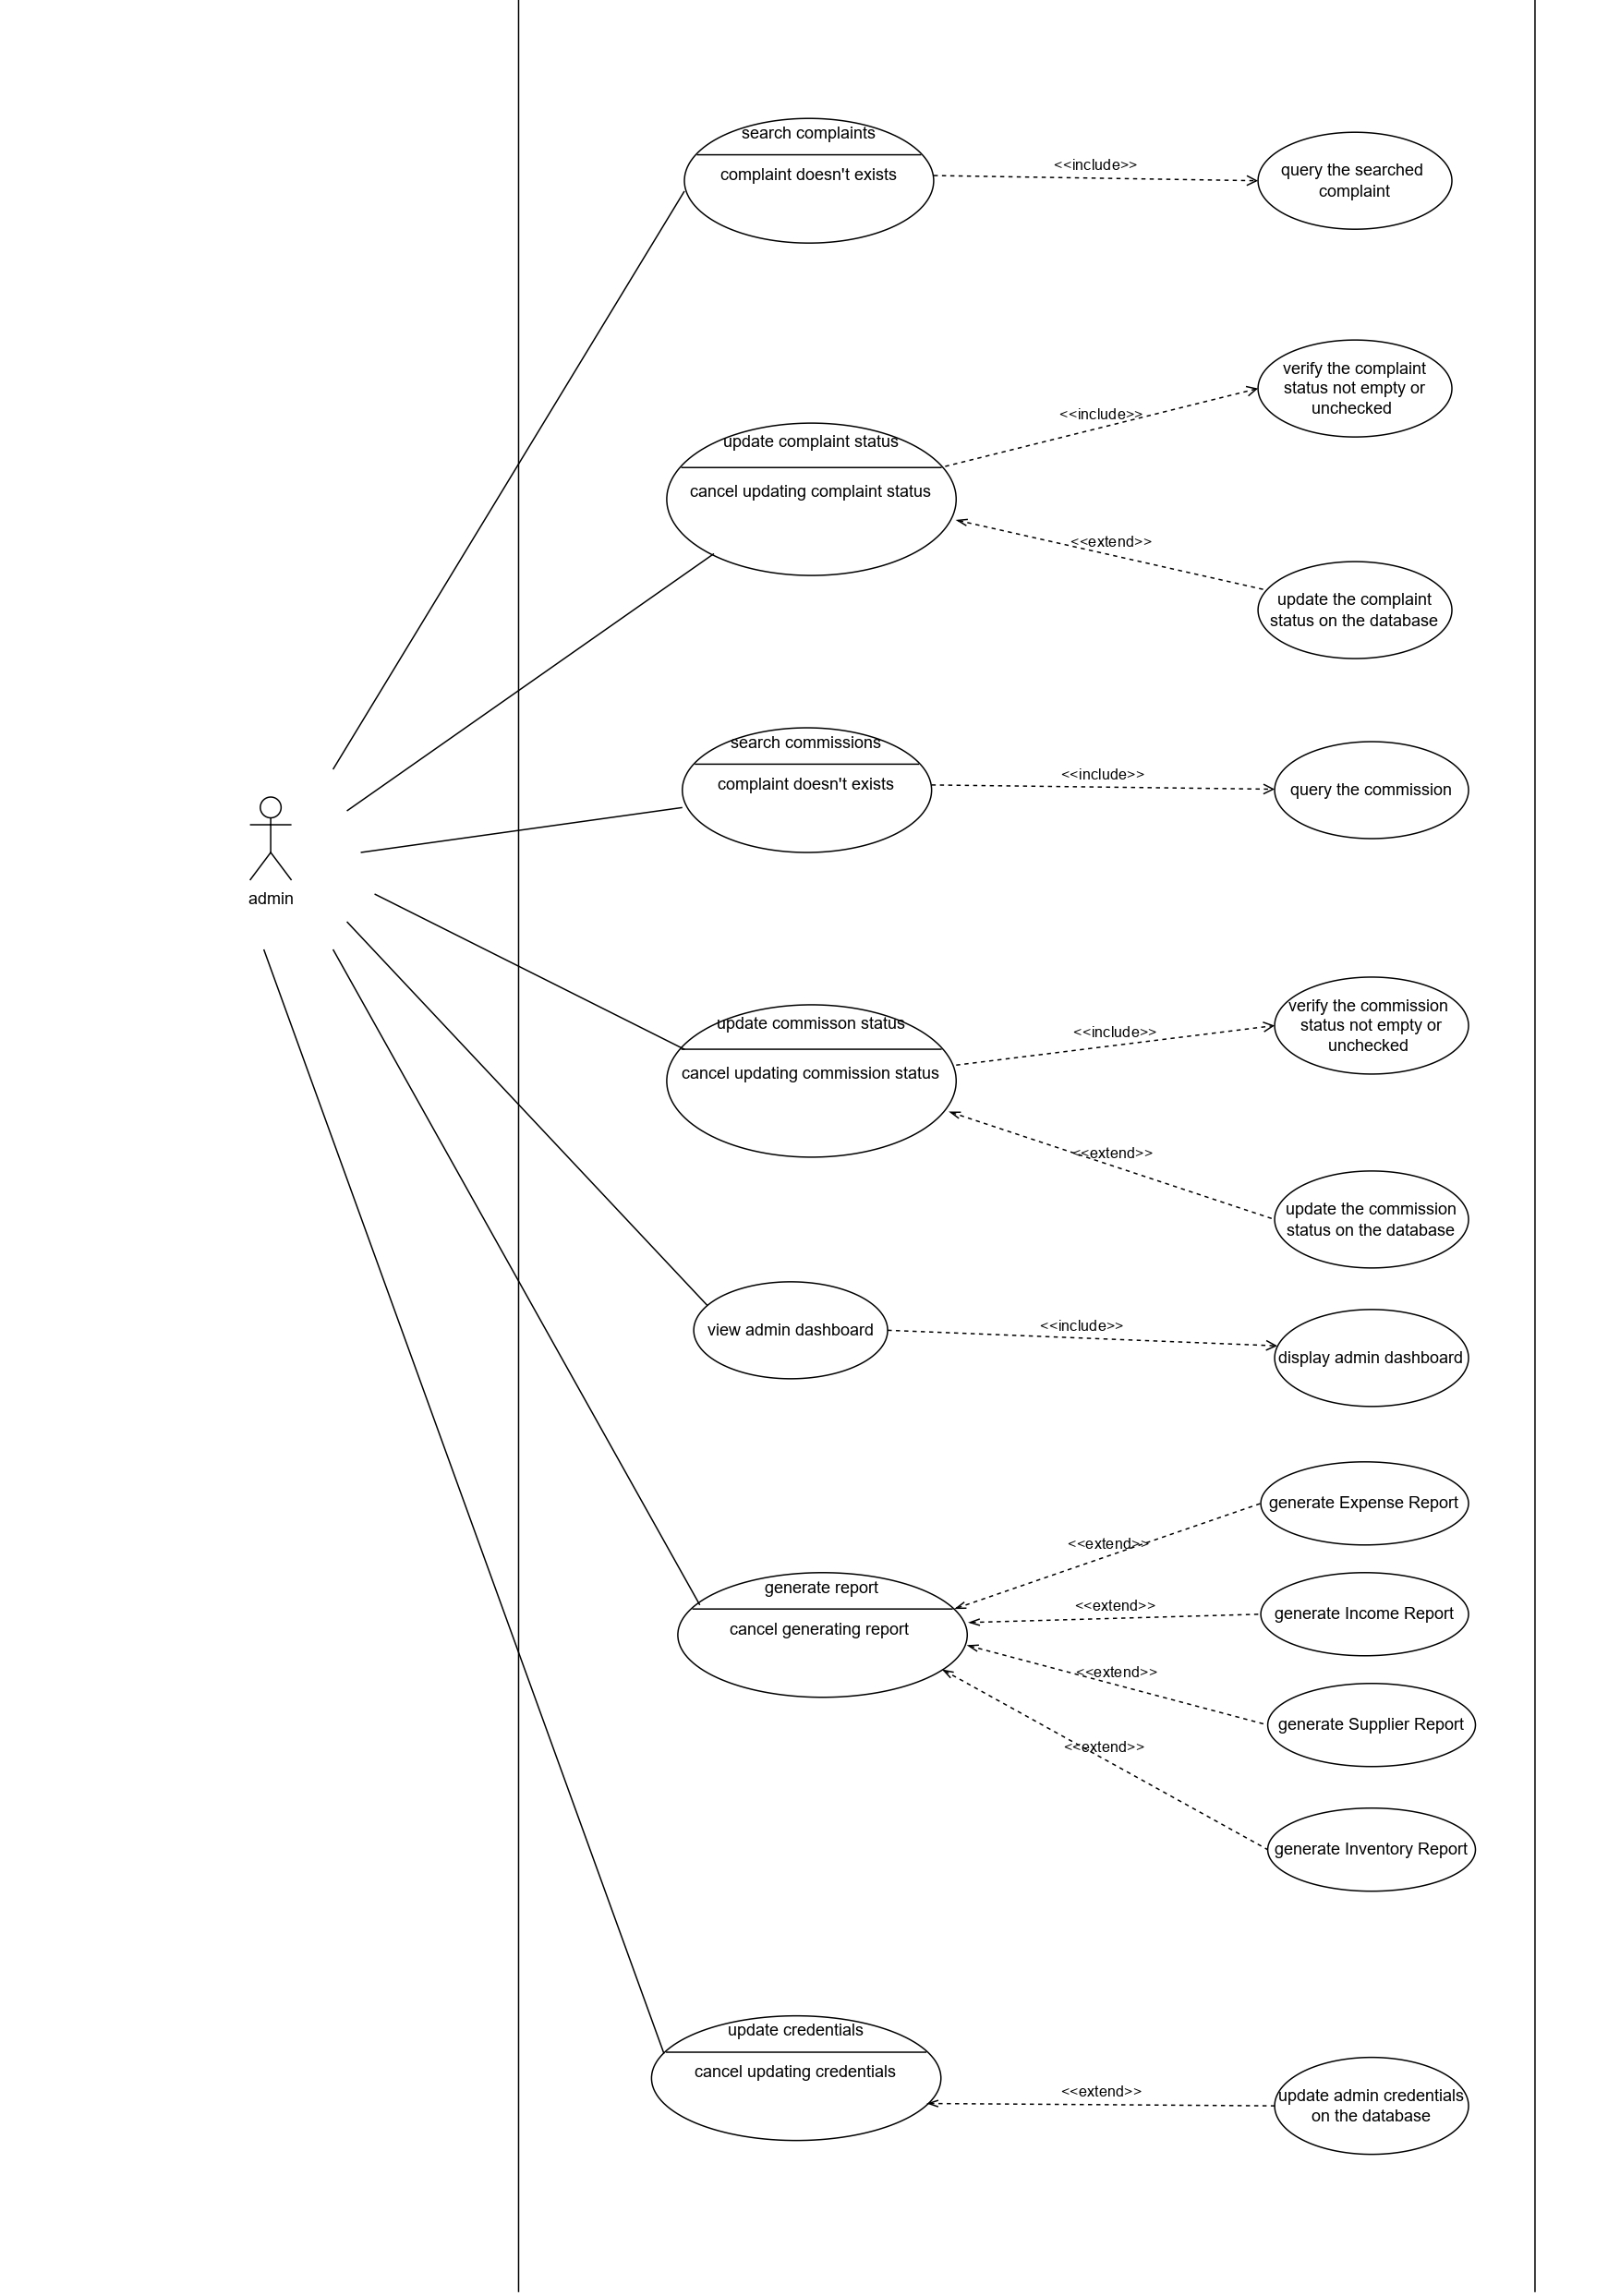 search complaints
complaint doesn't exists
<<include>>
query the searched
complaint
verify the complaint
status not empty or
unchecked
<<include>>
update complaint status
cancel updating complaint status
<<extend>>
update the complaint
status on the database
search commissions
complaint doesn't exists
<<include>>
query the commission
admin
update commisson status
cancel updating commission status
<<include>>
verify the commission
status not empty or
unchecked
<<extend>>
update the commission
status on the database
view admin dashboard
<<include>>
display admin dashboard
generate Expense Report
<<extend>>
generate report
cancel generating report
<<extend>>
generate Income Report
<<extend>>
generate Supplier Report
<<extend>>
generate Inventory Report
update credentials
cancel updating credentials
<<extend>>
update admin credentials
on the database